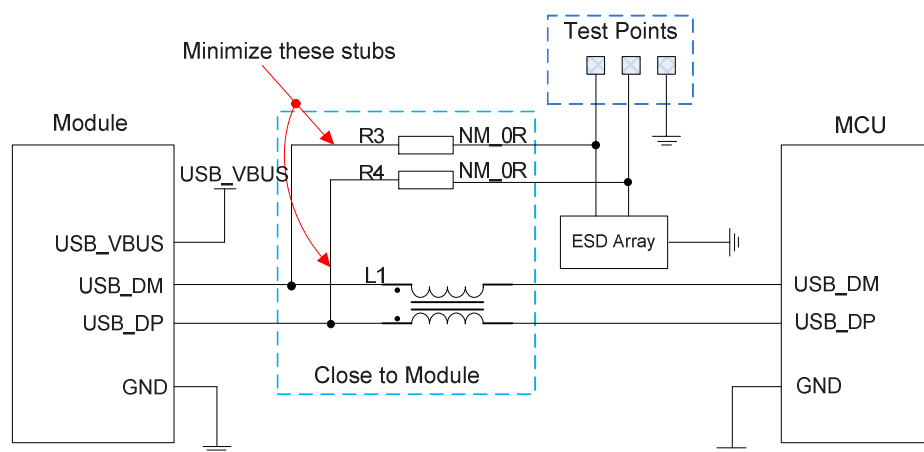 Minimize these stubs
Test Points
Module
MCU
R3
NM_0R
USB_VBUS
R4
NM_0R
USB_VBUS
ESD Array
USB_DM
L1
USB_DM
USB_DP
USB_DP
Close to Module
GND
GND